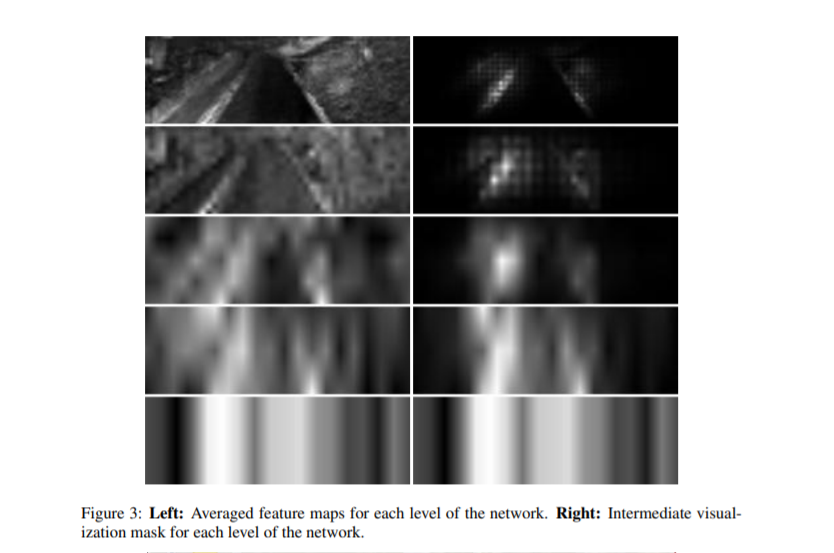 Figure 3: Left: Averaged feature maps for each level of the network. Right: Intermediate visual-
ization mask for each level of the network.